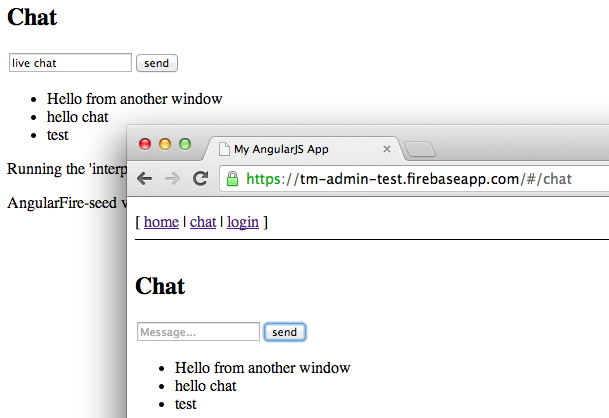 Chat
live chat send
Hello from another window
hello chat
test
Running the 'interp
AngularFire-seed v
My AngularJS App
https://tm-admin-test.firebaseapp.com/#/chat
[ home | chat | login ]
Chat
Message... send
Hello from another window
hello chat
test